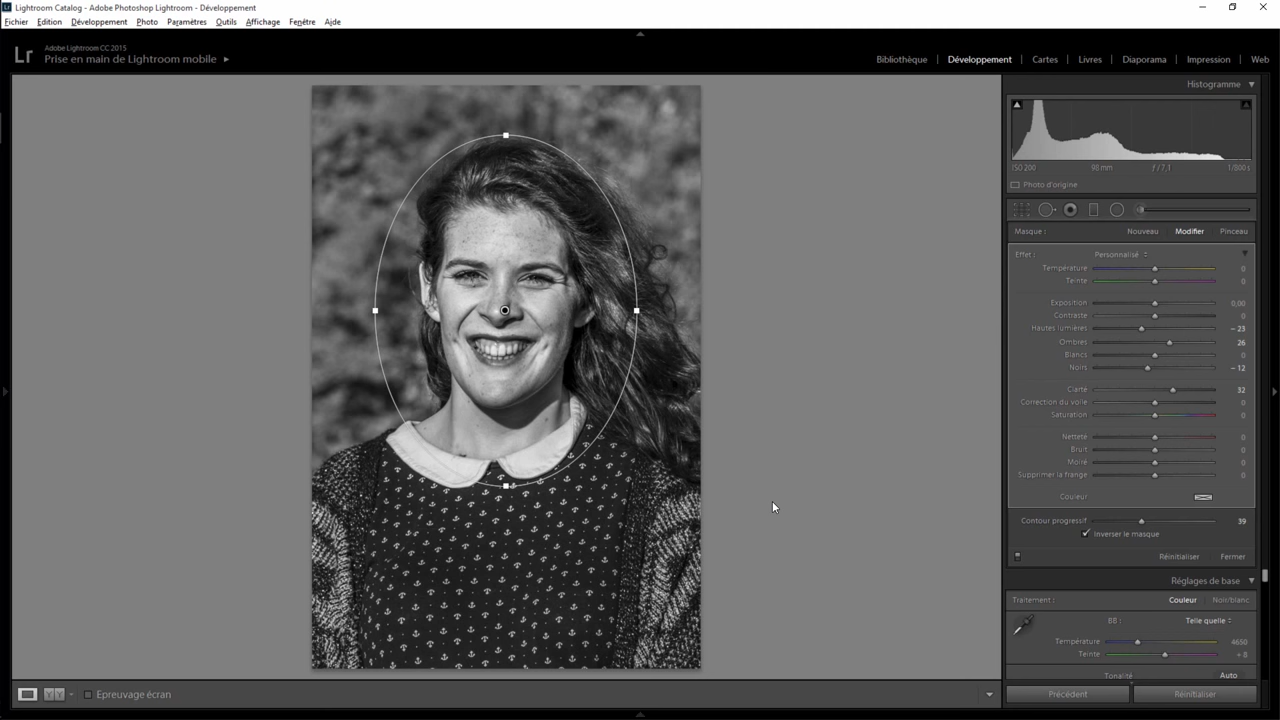 Lightroom Catalog - Adobe Photoshop Lightroom - Développement
Fichier Edition Développement Photo Paramètres Outils Affichage Fenêtre Aide
Lr Adobe Lightroom CC 2015
Prise en main de Lightroom mobile
Bibliothèque Développement Cartes Livres Diaporama Impression Web
Histogramme
ISO 200 98 mm ƒ / 7,1 1/800 s
Photo d'origine
Masque : Nouveau Modifier Pinceau
Effet : Personnalisé
Température 0
Teinte 0
Exposition 0,00
Contraste 0
Hautes lumières – 23
Ombres 26
Blancs 0
Noirs – 12
Clarté 32
Correction du voile 0
Saturation 0
Netteté 0
Bruit 0
Moiré 0
Supprimer la frange 0
Couleur
Contour progressif 39
Inverser le masque
Réinitialiser Fermer
Réglages de base
Traitement : Couleur Noir/blanc
BB : Telle quelle
Température 4650
Teinte + 8
Tonalité Auto
Epreuvage écran
Précédent Réinitialiser